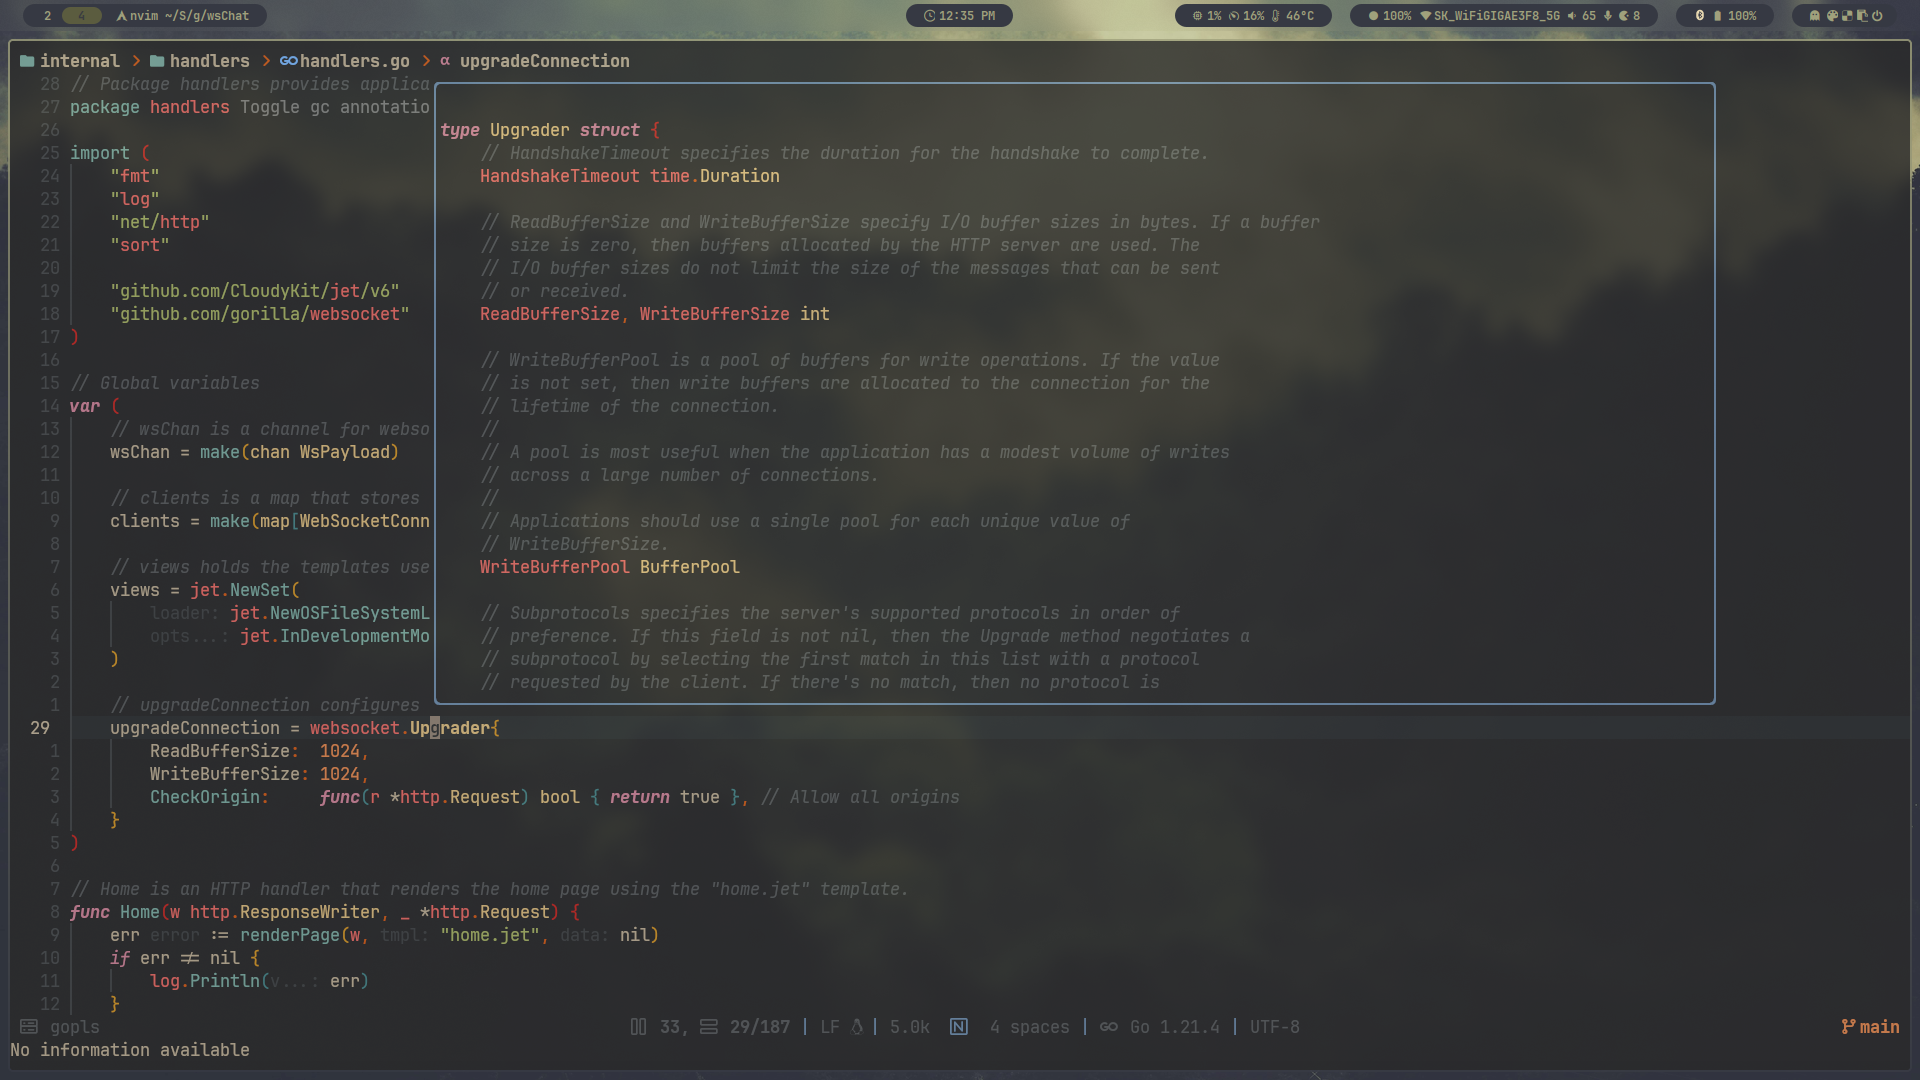 2 4 nvim ~/S/g/wsChat 12:35 PM 1% 16% 46°C 100% SK_WiFiGIGAE3F8_5G 65 8 100%
internal > handlers > handlers.go > α upgradeConnection
28 // Package handlers provides applica
27 package handlers Toggle gc annotatio
26
25 import (
24 "fmt"
23 "log"
22 "net/http"
21 "sort"
20
19 "github.com/CloudyKit/jet/v6"
18 "github.com/gorilla/websocket"
17 )
16
15 // Global variables
14 var (
13 // wsChan is a channel for webso
12 wsChan = make(chan WsPayload)
11
10 // clients is a map that stores
9 clients = make(map[WebSocketConn
8
7 // views holds the templates use
6 views = jet.NewSet(
5 loader: jet.NewOSFileSystemL
4 opts...: jet.InDevelopmentMo
3 )
2
1 // upgradeConnection configures
type Upgrader struct {
// HandshakeTimeout specifies the duration for the handshake to complete.
HandshakeTimeout time.Duration
// ReadBufferSize and WriteBufferSize specify I/O buffer sizes in bytes. If a buffer
// size is zero, then buffers allocated by the HTTP server are used. The
// I/O buffer sizes do not limit the size of the messages that can be sent
// or received.
ReadBufferSize, WriteBufferSize int
// WriteBufferPool is a pool of buffers for write operations. If the value
// is not set, then write buffers are allocated to the connection for the
// lifetime of the connection.
//
// A pool is most useful when the application has a modest volume of writes
// across a large number of connections.
//
// Applications should use a single pool for each unique value of
// WriteBufferSize.
WriteBufferPool BufferPool
// Subprotocols specifies the server's supported protocols in order of
// preference. If this field is not nil, then the Upgrade method negotiates a
// subprotocol by selecting the first match in this list with a protocol
// requested by the client. If there's no match, then no protocol is
29 upgradeConnection = websocket.Upgrader{
1 ReadBufferSize: 1024,
2 WriteBufferSize: 1024,
3 CheckOrigin: func(r *http.Request) bool { return true }, // Allow all origins
4 }
5 )
6
7 // Home is an HTTP handler that renders the home page using the "home.jet" template.
8 func Home(w http.ResponseWriter, _ *http.Request) {
9 err error := renderPage(w, tmpl: "home.jet", data: nil)
10 if err != nil {
11 log.Println(v...: err)
12 }
gopls 33, 29/187 | LF | 5.0k N 4 spaces | GO Go 1.21.4 | UTF-8 main
No information available